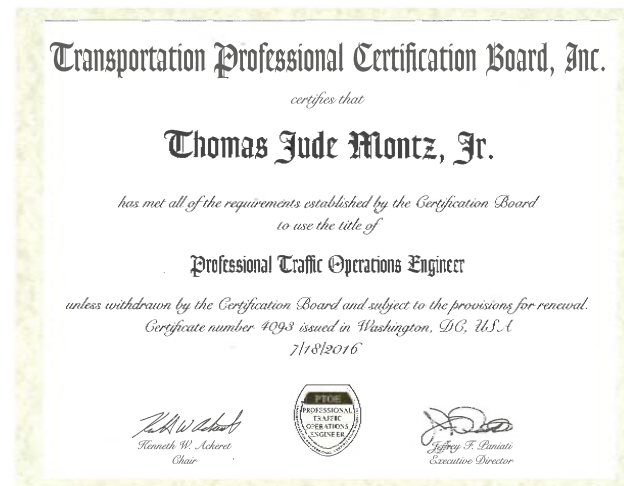 Transportation Professional Certification Board, Inc.
certifies that
Thomas Jude Montz, Jr.
has met all of the requirements established by the Certification Board
to use the title of
Professional Traffic Operations Engineer
unless withdrawn by the Certification Board and subject to the provisions for renewal.
Certificate number 4093 issued in Washington, DC, USA
7/18/2016
PTOE
PROFESSIONAL
TRAFFIC
OPERATIONS
ENGINEER
Kenneth W. Ackeret
Chair
Jeffrey F. Paniati
Executive Director